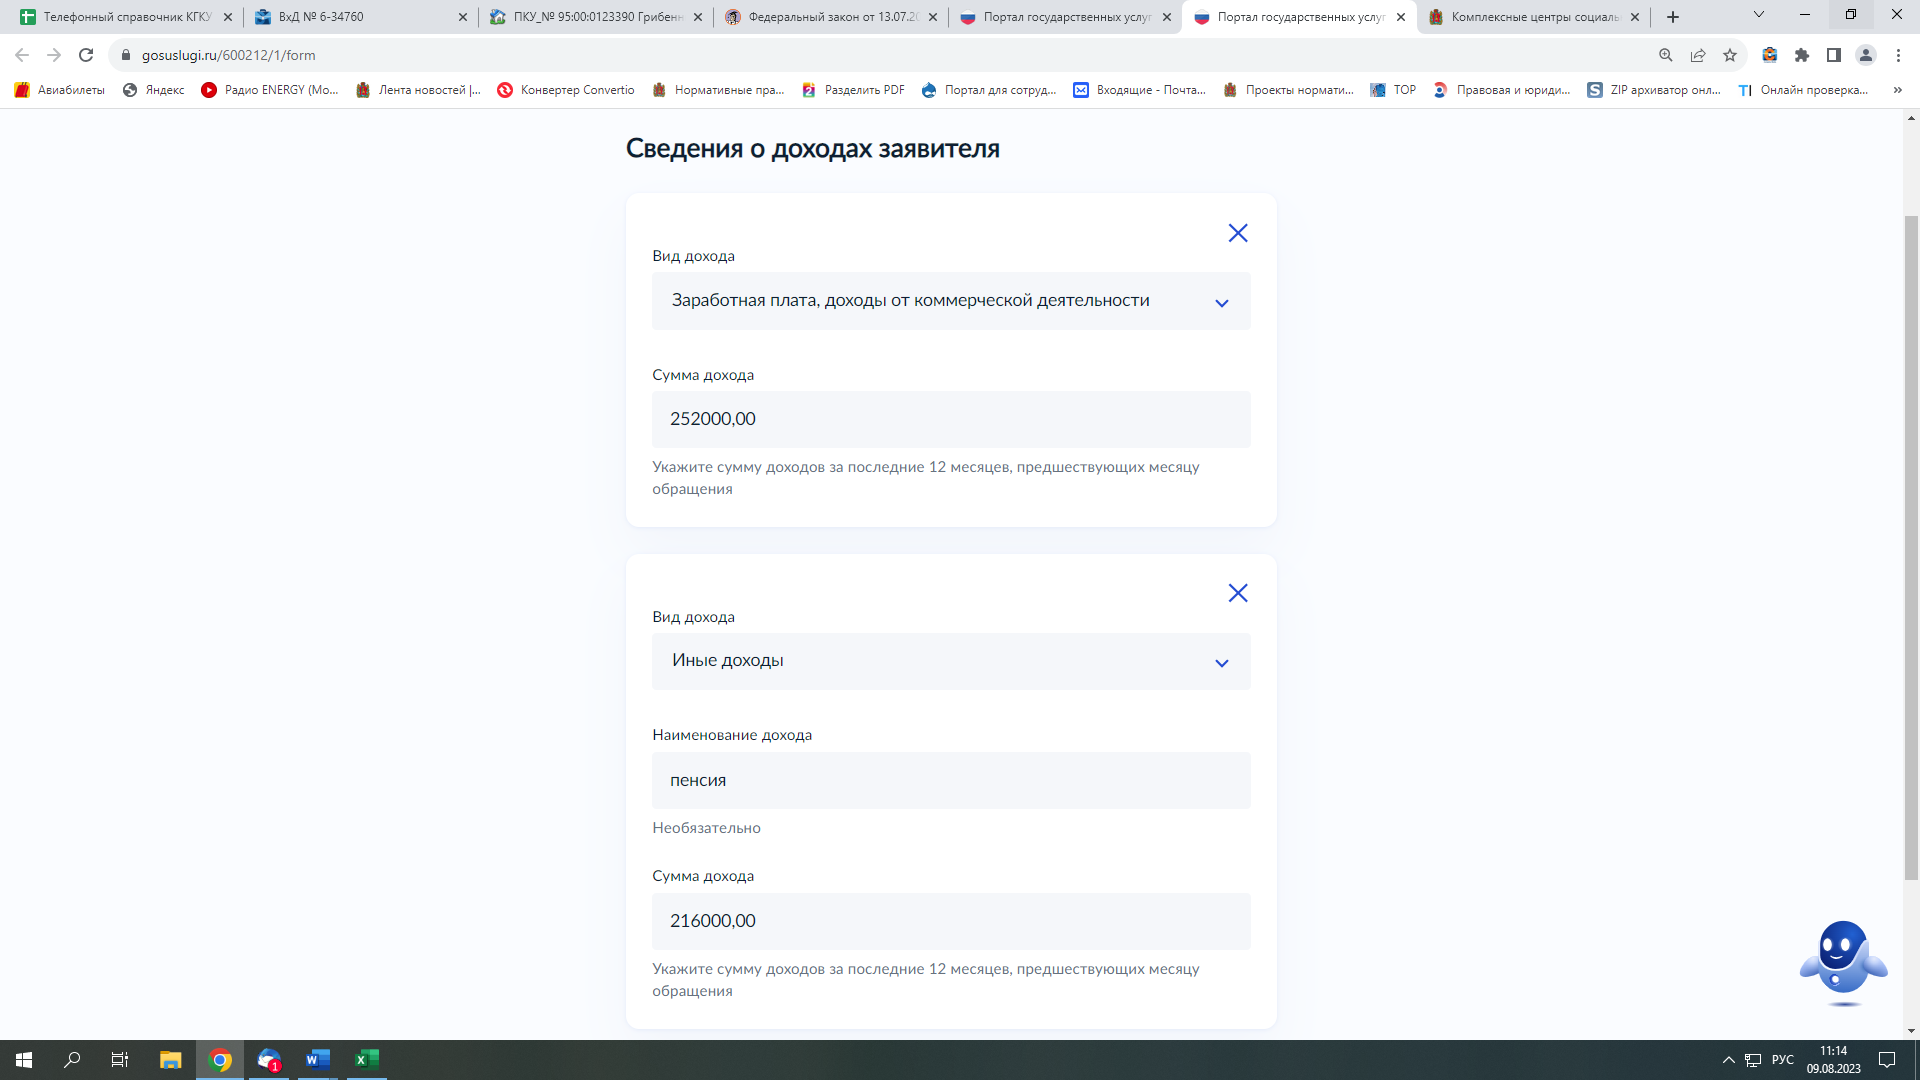 Телефонный справочник КГКУ
ВхД № 6-34760
ПКУ_№ 95:00:0123390 Грибен
Федеральный закон от 13.07.20
Портал государственных услуг
Портал государственных услуг
Комплексные центры социаль
gosuslugi.ru/600212/1/form
Авиабилеты
Яндекс
Радио ENERGY (Мо...
Лента новостей |...
Конвертер Convertio
Нормативные пра...
Разделить PDF
Портал для сотруд...
Входящие - Почта...
Проекты нормати...
TOP
Правовая и юриди...
ZIP архиватор онл...
Онлайн проверка...
Сведения о доходах заявителя
Вид дохода
Заработная плата, доходы от коммерческой деятельности
Сумма дохода
252000,00
Укажите сумму доходов за последние 12 месяцев, предшествующих месяцу
обращения
Вид дохода
Иные доходы
Наименование дохода
пенсия
Необязательно
Сумма дохода
216000,00
Укажите сумму доходов за последние 12 месяцев, предшествующих месяцу
обращения
РУС
11:14
09.08.2023